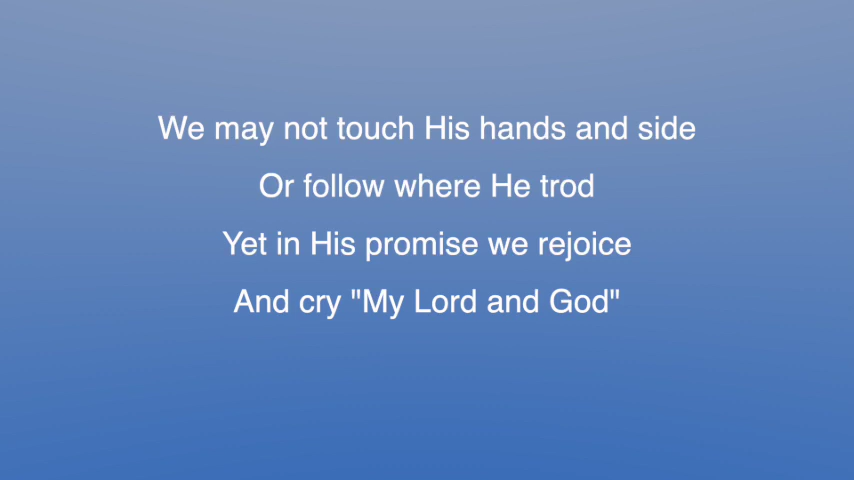 We may not touch His hands and side
Or follow where He trod
Yet in His promise we rejoice
And cry "My Lord and God"